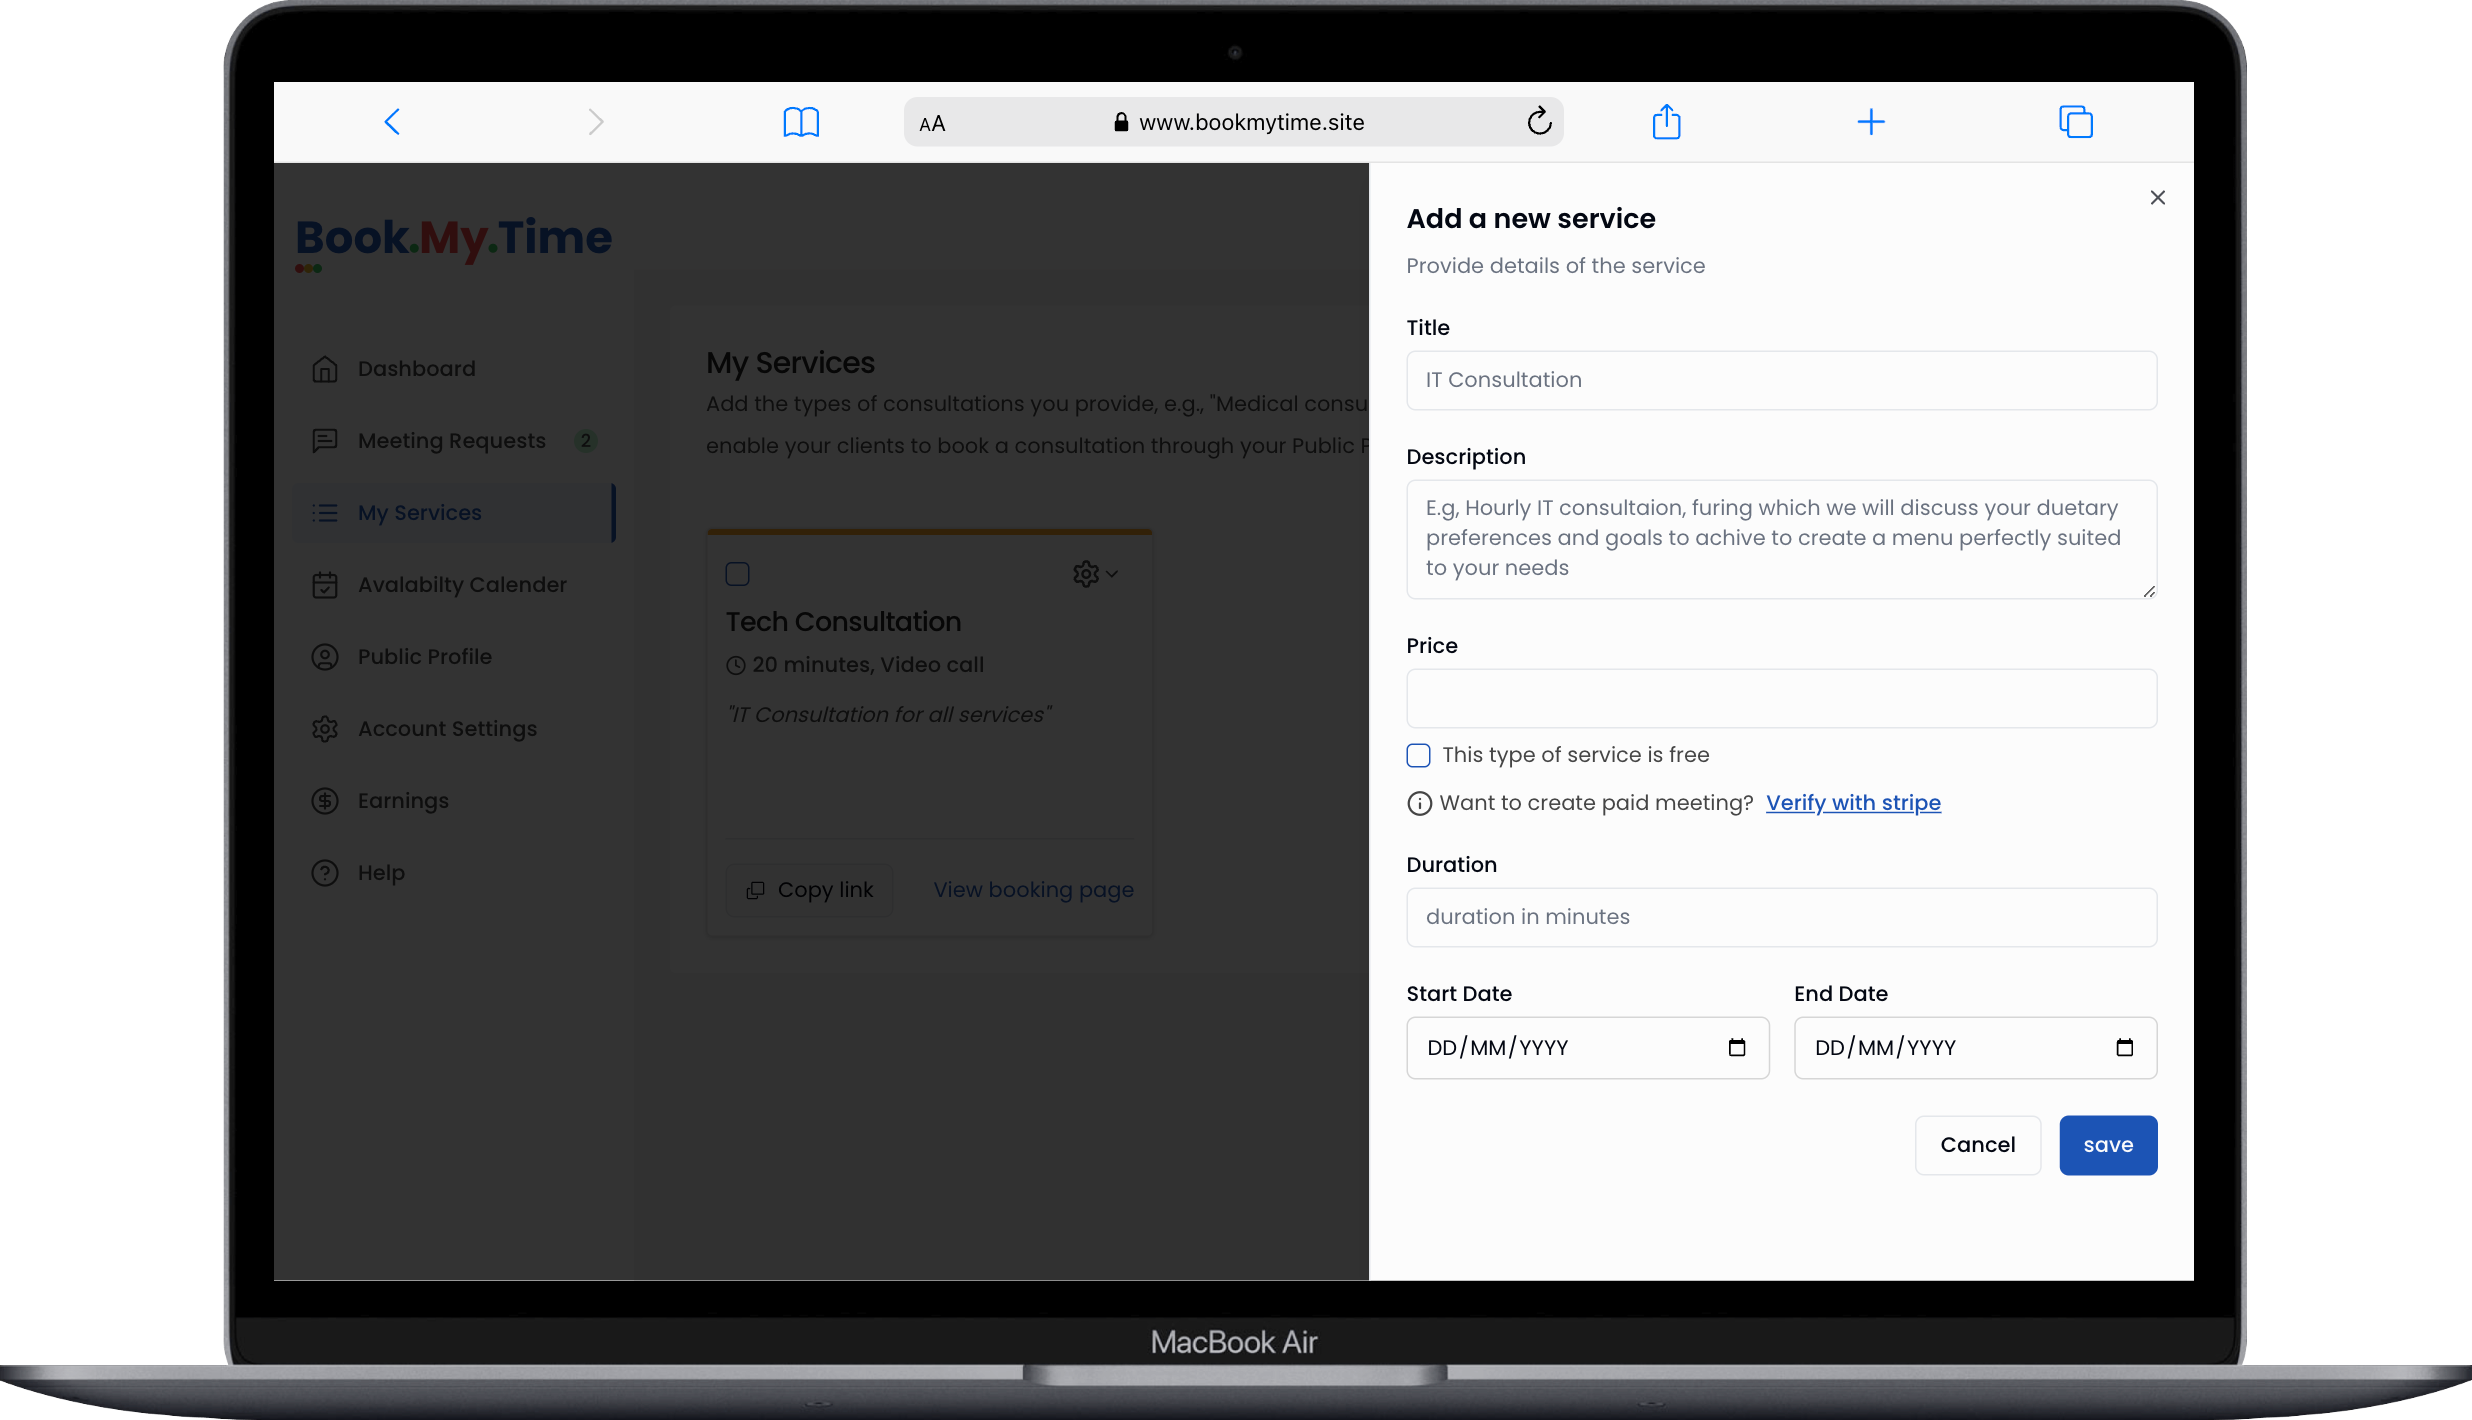 AA
www.bookmytime.site
Book.My.Time
Dashboard
Meeting Requests 2
My Services
Avalabilty Calender
Public Profile
Account Settings
Earnings
Help
My Services
Add the types of consultations you provide, e.g., "Medical consu
enable your clients to book a consultation through your Public F
Tech Consultation
20 minutes, Video call
"IT Consultation for all services"
Copy link
View booking page
Add a new service
Provide details of the service
Title
IT Consultation
Description
E.g, Hourly IT consultaion, furing which we will discuss your duetary
preferences and goals to achive to create a menu perfectly suited
to your needs
Price
This type of service is free
Want to create paid meeting? Verify with stripe
Duration
duration in minutes
Start Date
End Date
DD/MM/YYYY
DD/MM/YYYY
Cancel
save
MacBook Air